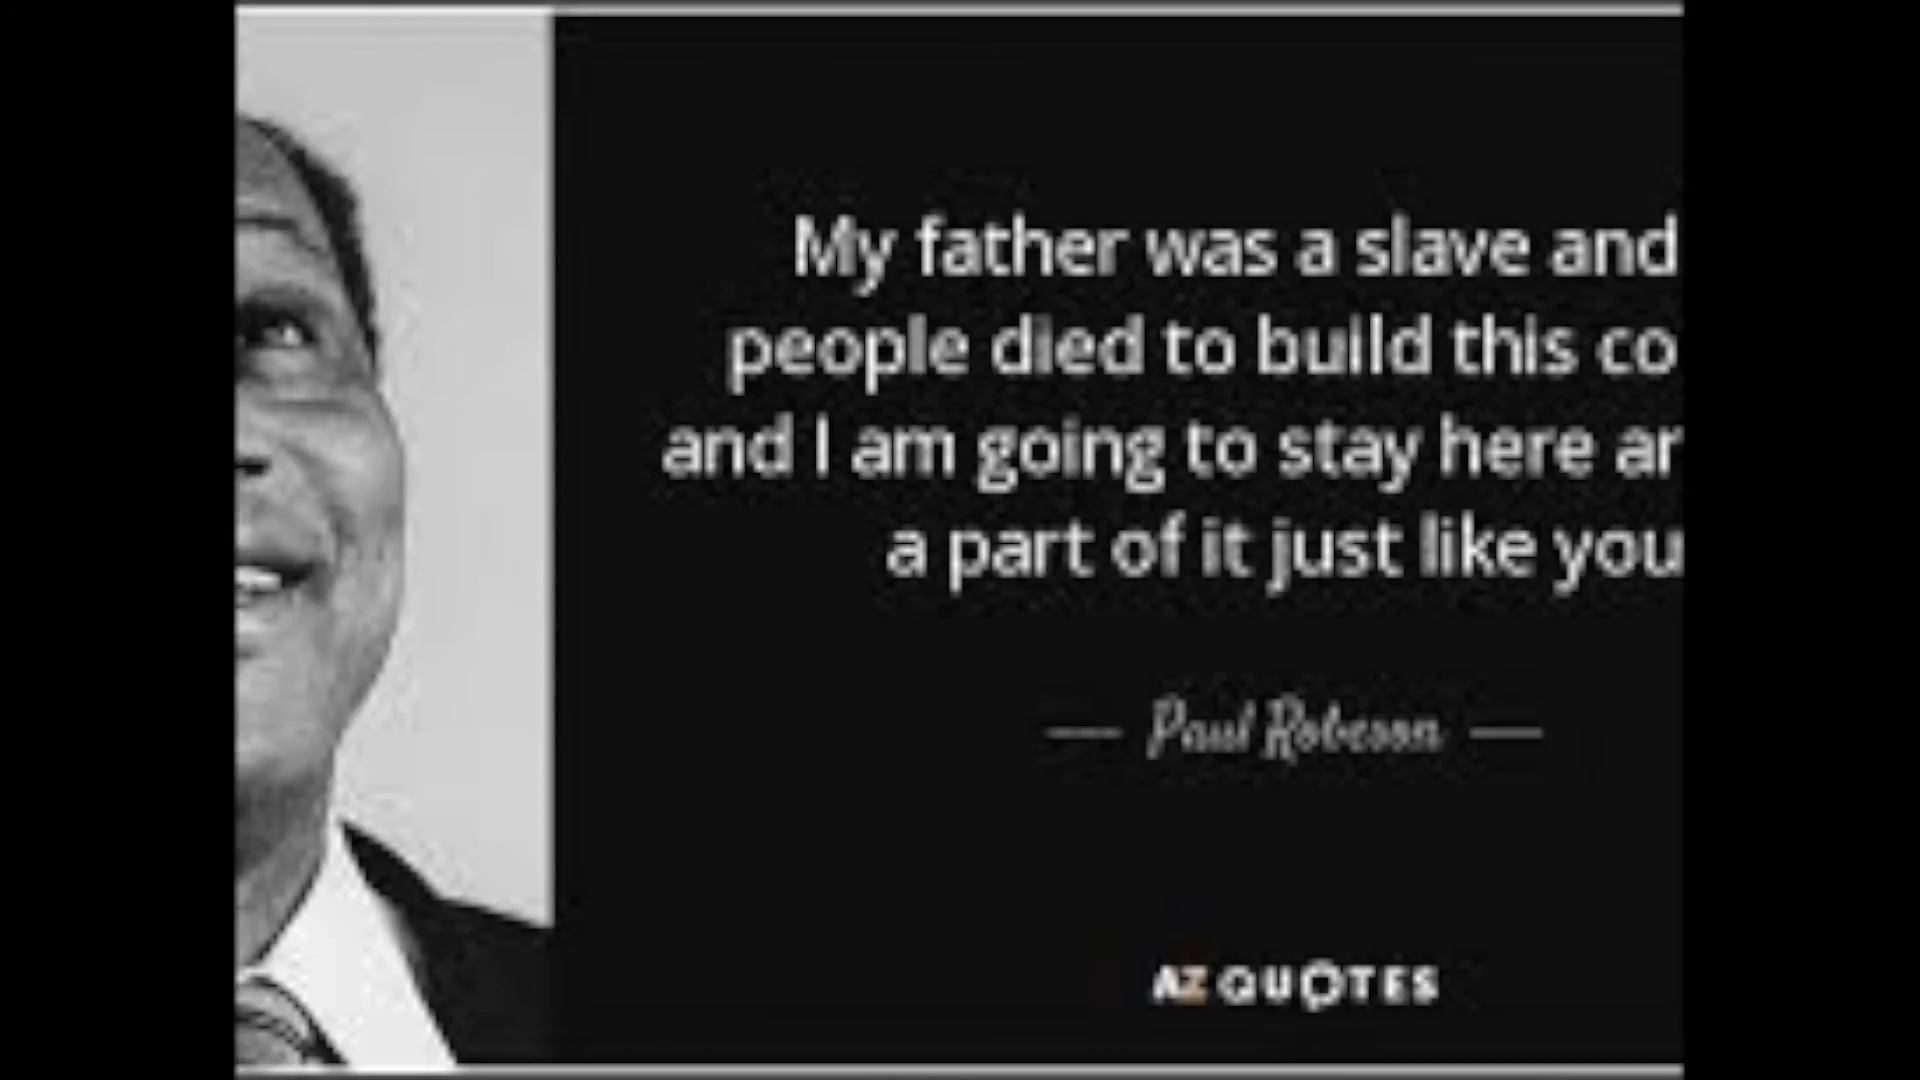 My father was a slave and
people died to build this co
and I am going to stay here ar
a part of it just like you
— Paul Robeson —
AZ QUOTES